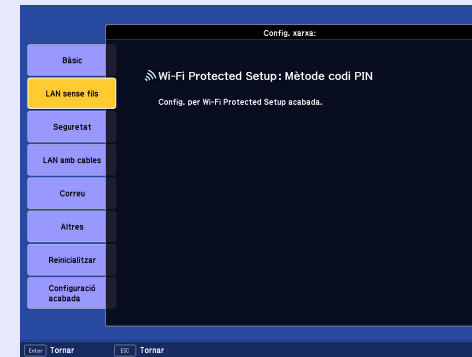 Config. xarxa:
Bàsic
LAN sense fils
Seguretat
LAN amb cables
Correu
Altres
Reinicialitzar
Configuració
acabada
Wi-Fi Protected Setup: Mètode codi PIN
Config. per Wi-Fi Protected Setup acabada.
Enter Tornar
ESC Tornar